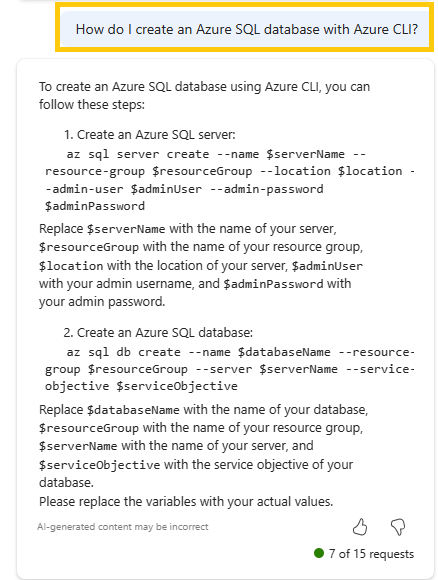 How do I create an Azure SQL database with Azure CLI?
To create an Azure SQL database using Azure CLI, you can
follow these steps:
1. Create an Azure SQL server:
az sql server create --name $serverName --
resource-group $resourceGroup --location $location -
-admin-user $adminUser --admin-password
$adminPassword
Replace $serverName with the name of your server,
$resourceGroup with the name of your resource group,
$location with the location of your server, $adminUser
with your admin username, and $adminPassword with
your admin password.
2. Create an Azure SQL database:
az sql db create --name $databaseName --resource-
group $resourceGroup --server $serverName --service-
objective $serviceObjective
Replace $databaseName with the name of your database,
$resourceGroup with the name of your resource group,
$serverName with the name of your server, and
$serviceObjective with the service objective of your
database.
Please replace the variables with your actual values.
AI-generated content may be incorrect
7 of 15 requests